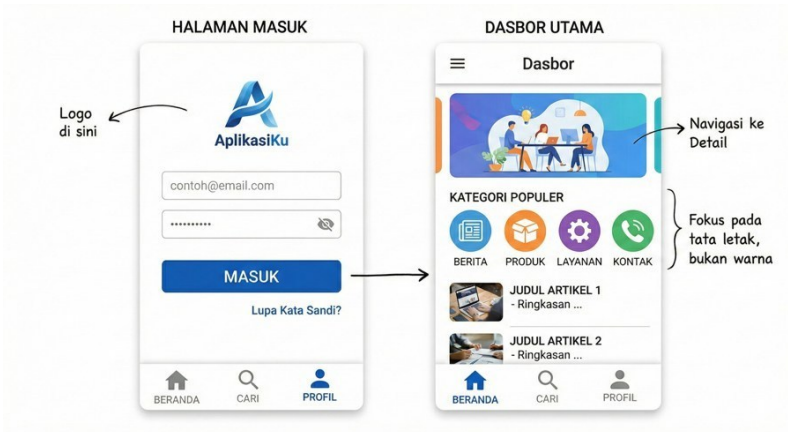 HALAMAN MASUK
Logo
di sini
AplikasiKu
contoh@email.com
··········
MASUK
Lupa Kata Sandi?
BERANDA
CARI
PROFIL
DASBOR UTAMA
Dasbor
Navigasi ke
Detail
KATEGORI POPULER
BERITA
PRODUK
LAYANAN
KONTAK
Fokus pada
tata letak,
bukan warna
JUDUL ARTIKEL 1
- Ringkasan ...
JUDUL ARTIKEL 2
- Ringkasan ...
BERANDA
CARI
PROFIL